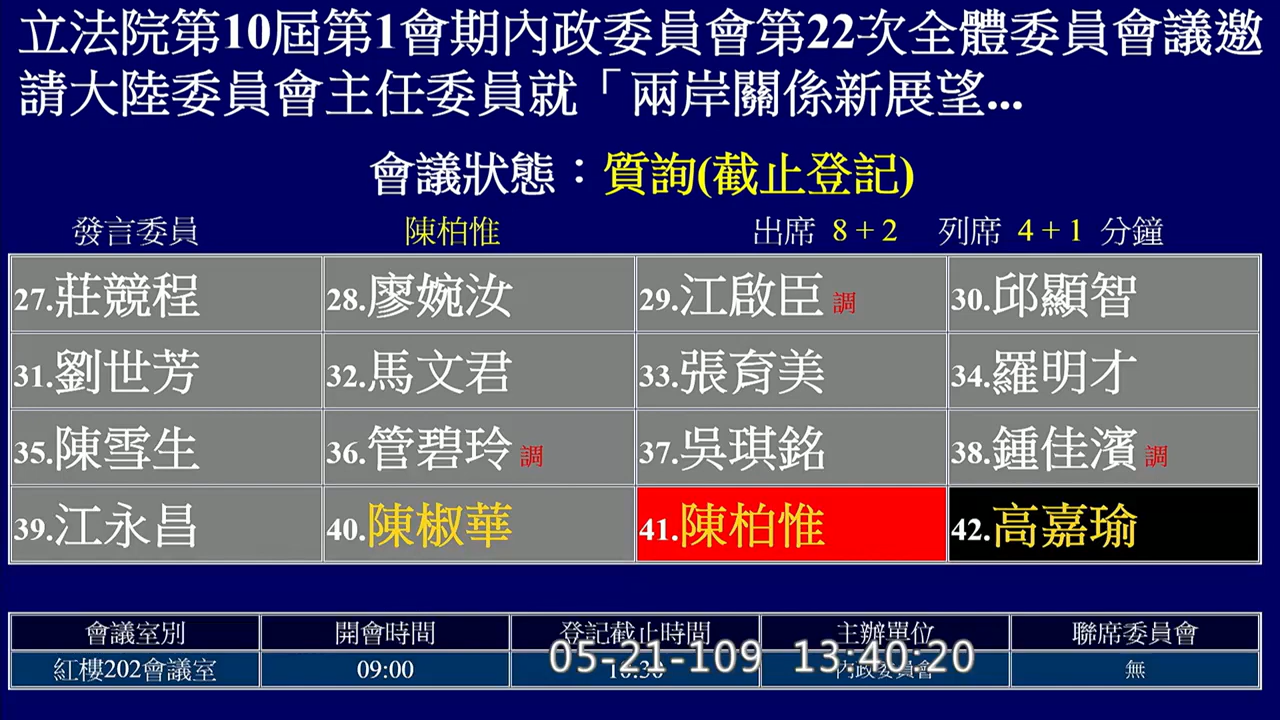 立法院第10屆第1會期內政委員會第22次全體委員會議邀
請大陸委員會主任委員就「兩岸關係新展望...
會議狀態：質詢(截止登記)
發言委員 陳柏惟 出席 8 + 2 列席 4 + 1 分鐘
27.莊競程 28.廖婉汝 29.江啟臣 調 30.邱顯智
31.劉世芳 32.馬文君 33.張育美 34.羅明才
35.陳雪生 36.管碧玲 調 37.吳琪銘 38.鍾佳濱 調
39.江永昌 40.陳椒華 41.陳柏惟 42.高嘉瑜
會議室別 開會時間 登記截止時間 主辦單位 聯席委員會
紅樓202會議室 09:00 10:30 內政委員會 無
05-21-109 13:40:20